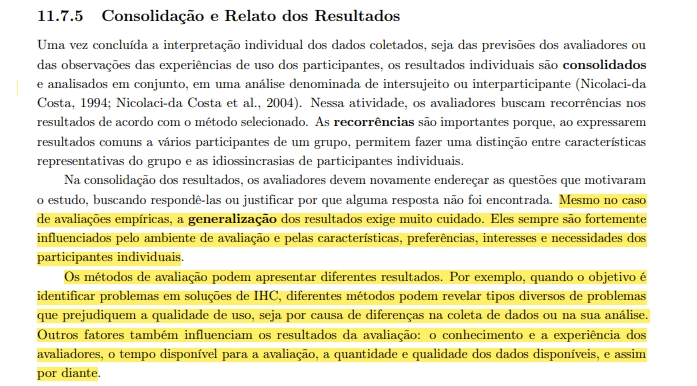 11.7.5 Consolidação e Relato dos Resultados
Uma vez concluída a interpretação individual dos dados coletados, seja das previsões dos avaliadores ou
das observações das experiências de uso dos participantes, os resultados individuais são consolidados
e analisados em conjunto, em uma análise denominada de intersujeito ou interparticipante (Nicolaci-da
Costa, 1994; Nicolaci-da Costa et al., 2004). Nessa atividade, os avaliadores buscam recorrências nos
resultados de acordo com o método selecionado. As recorrências são importantes porque, ao expressarem
resultados comuns a vários participantes de um grupo, permitem fazer uma distinção entre características
representativas do grupo e as idiossincrasias de participantes individuais.
Na consolidação dos resultados, os avaliadores devem novamente endereçar as questões que motivaram
o estudo, buscando respondê-las ou justificar por que alguma resposta não foi encontrada. Mesmo no caso
de avaliações empíricas, a generalização dos resultados exige muito cuidado. Eles sempre são fortemente
influenciados pelo ambiente de avaliação e pelas características, preferências, interesses e necessidades dos
participantes individuais.
Os métodos de avaliação podem apresentar diferentes resultados. Por exemplo, quando o objetivo é
identificar problemas em soluções de IHC, diferentes métodos podem revelar tipos diversos de problemas
que prejudiquem a qualidade de uso, seja por causa de diferenças na coleta de dados ou na sua análise.
Outros fatores também influenciam os resultados da avaliação: o conhecimento e a experiência dos
avaliadores, o tempo disponível para a avaliação, a quantidade e qualidade dos dados disponíveis, e assim
por diante.